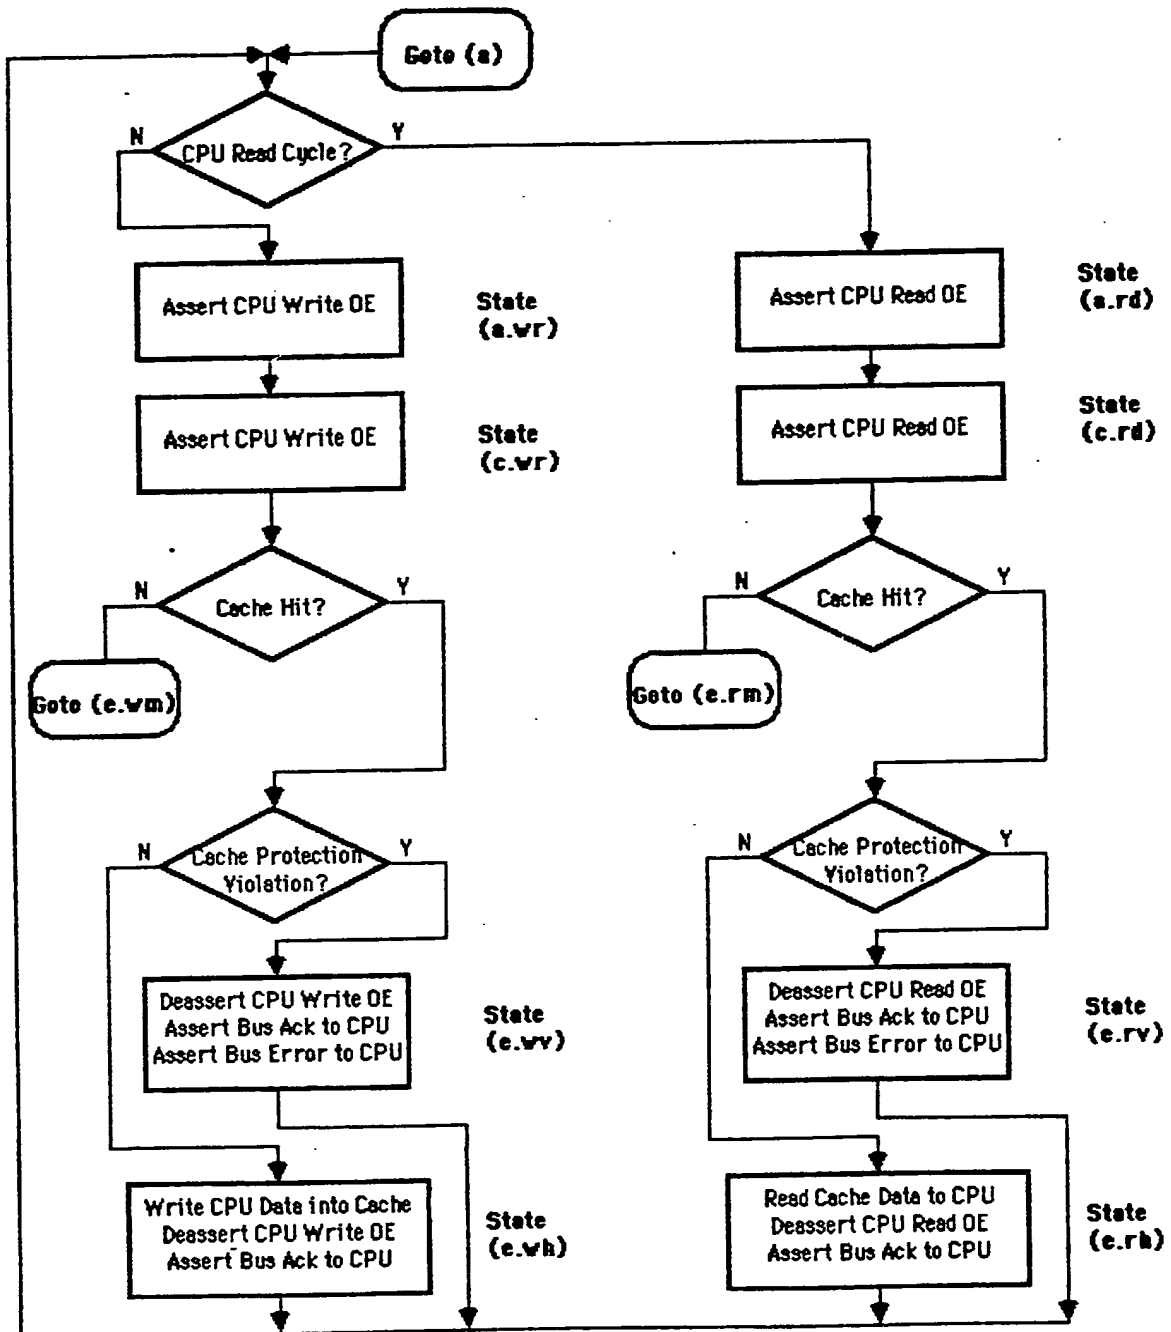 Goto (a)
N
Y
CPU Read Cycle?
Assert CPU Write OE
State
(a.wr)
Assert CPU Read OE
State
(a.rd)
Assert CPU Write OE
State
(c.wr)
Assert CPU Read OE
State
(c.rd)
N
Cache Hit?
Y
N
Cache Hit?
Y
Goto (e.wm)
Goto (e.rm)
N
Cache Protection
Violation?
Y
N
Cache Protection
Violation?
Y
Deassert CPU Write OE
Assert Bus Ack to CPU
Assert Bus Error to CPU
State
(e.wv)
Deassert CPU Read OE
Assert Bus Ack to CPU
Assert Bus Error to CPU
State
(e.rv)
Write CPU Data into Cache
Deassert CPU Write OE
Assert Bus Ack to CPU
State
(e.wh)
Read Cache Data to CPU
Deassert CPU Read OE
Assert Bus Ack to CPU
State
(e.rh)